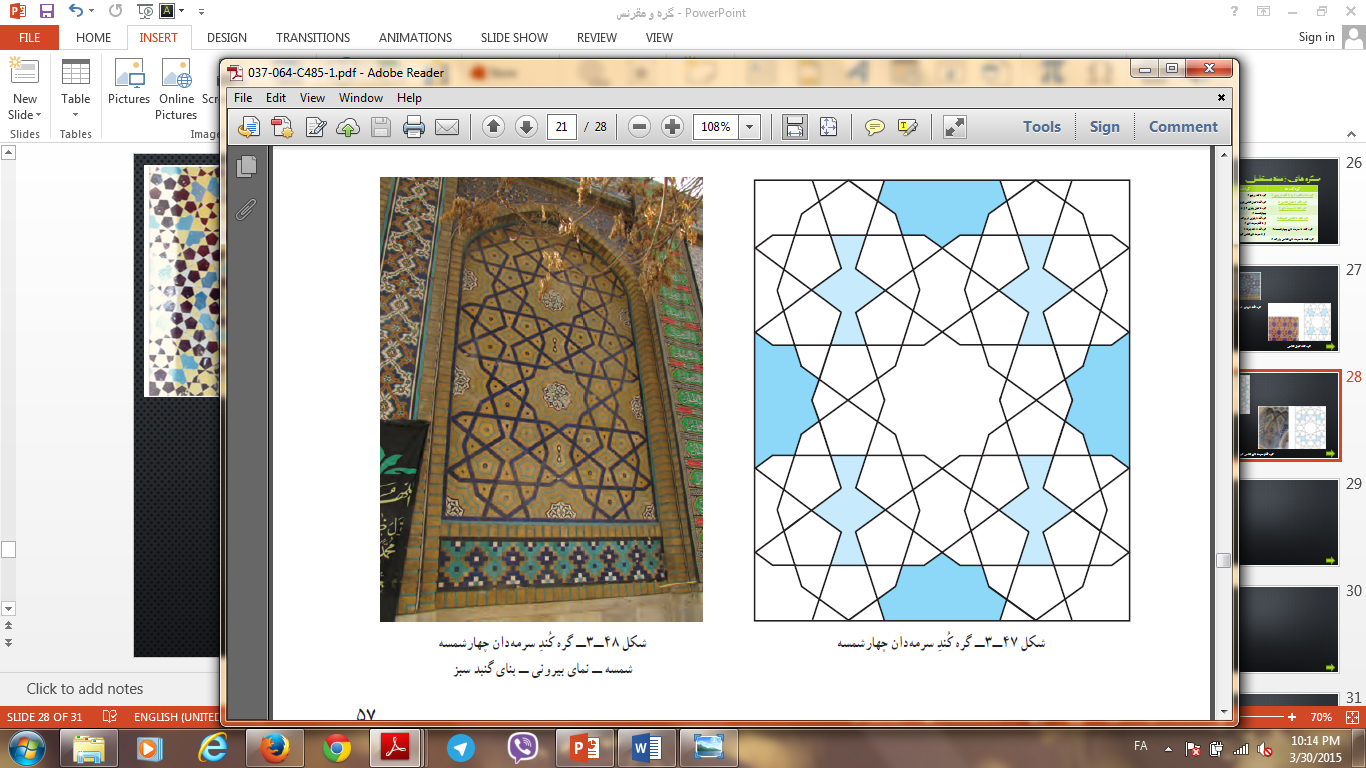 گره و مقرنس - PowerPoint
FILE
HOME
INSERT
DESIGN
TRANSITIONS
ANIMATIONS
SLIDE SHOW
REVIEW
VIEW
Sign in
New Slide
Table
Pictures
Online Pictures
Slides
Tables
037-064-C485-1.pdf - Adobe Reader
File Edit View Window Help
21 / 28
108%
Tools
Sign
Comment
شکل ۴۷ــ۳ــ گره کُندِ سرمه‌دان چهارشمسه
شکل ۴۸ــ۳ــ گره کُندِ سرمه‌دان چهارشمسه
شمسه ــ نمای بیرونی ــ بنای گنبد سبز
۵۷
26
27
28
29
30
31
Click to add notes
SLIDE 28 OF 31
70%
FA
10:14 PM
3/30/2015